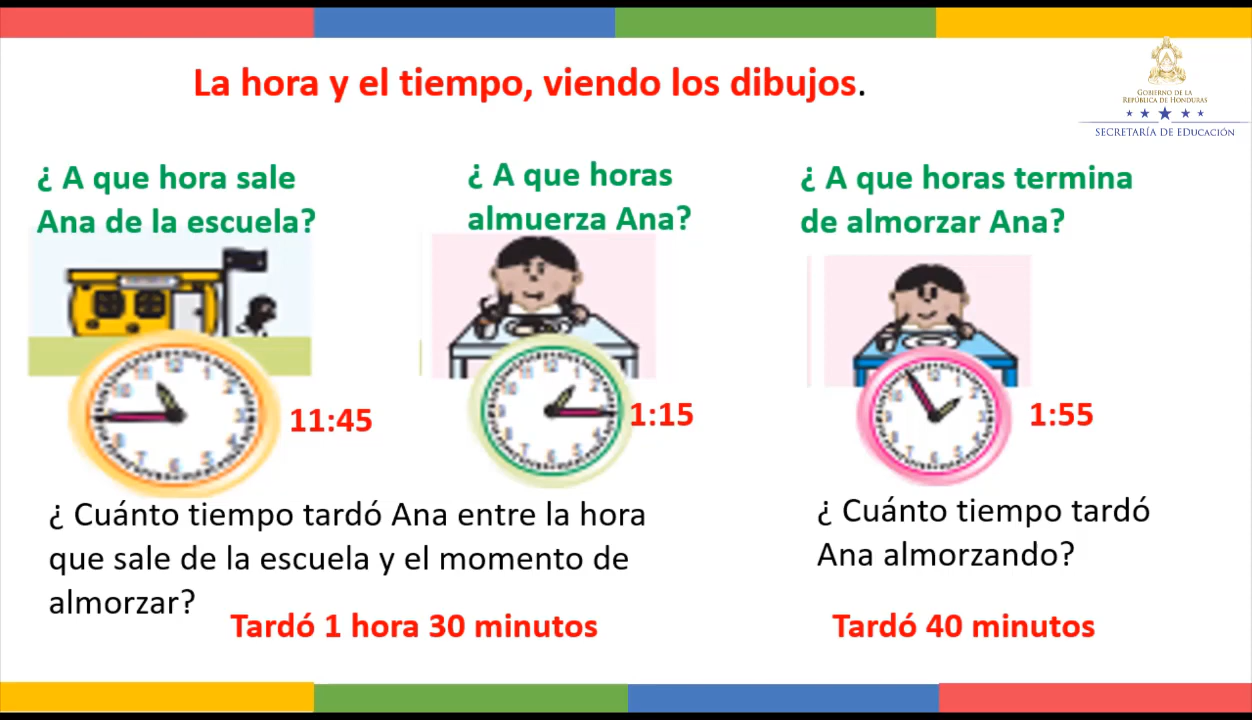 La hora y el tiempo, viendo los dibujos.
GOBIERNO DE LA
REPÚBLICA DE HONDURAS
SECRETARÍA DE EDUCACIÓN
¿ A que hora sale
Ana de la escuela?
¿ A que horas
almuerza Ana?
¿ A que horas termina
de almorzar Ana?
11:45
1:15
1:55
¿ Cuánto tiempo tardó Ana entre la hora
que sale de la escuela y el momento de
almorzar?
Tardó 1 hora 30 minutos
¿ Cuánto tiempo tardó
Ana almorzando?
Tardó 40 minutos